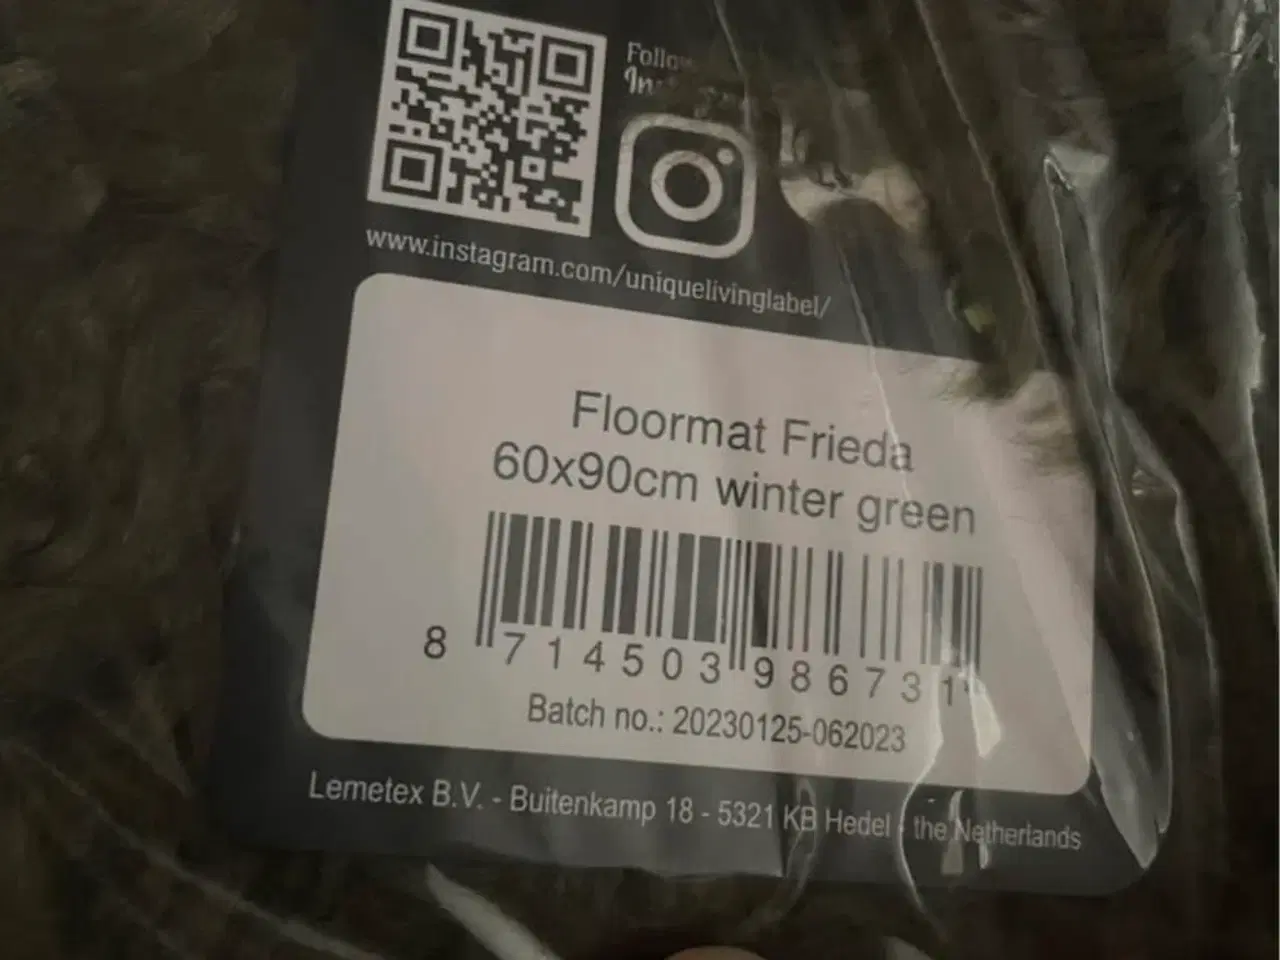 www.instagram.com/uniquelivinglabel/
Floormat Frieda
60x90cm winter green
8 714503 986731
Batch no.: 20230125-062023
Lemetex B.V. - Buitenkamp 18 - 5321 KB Hedel - the Netherlands